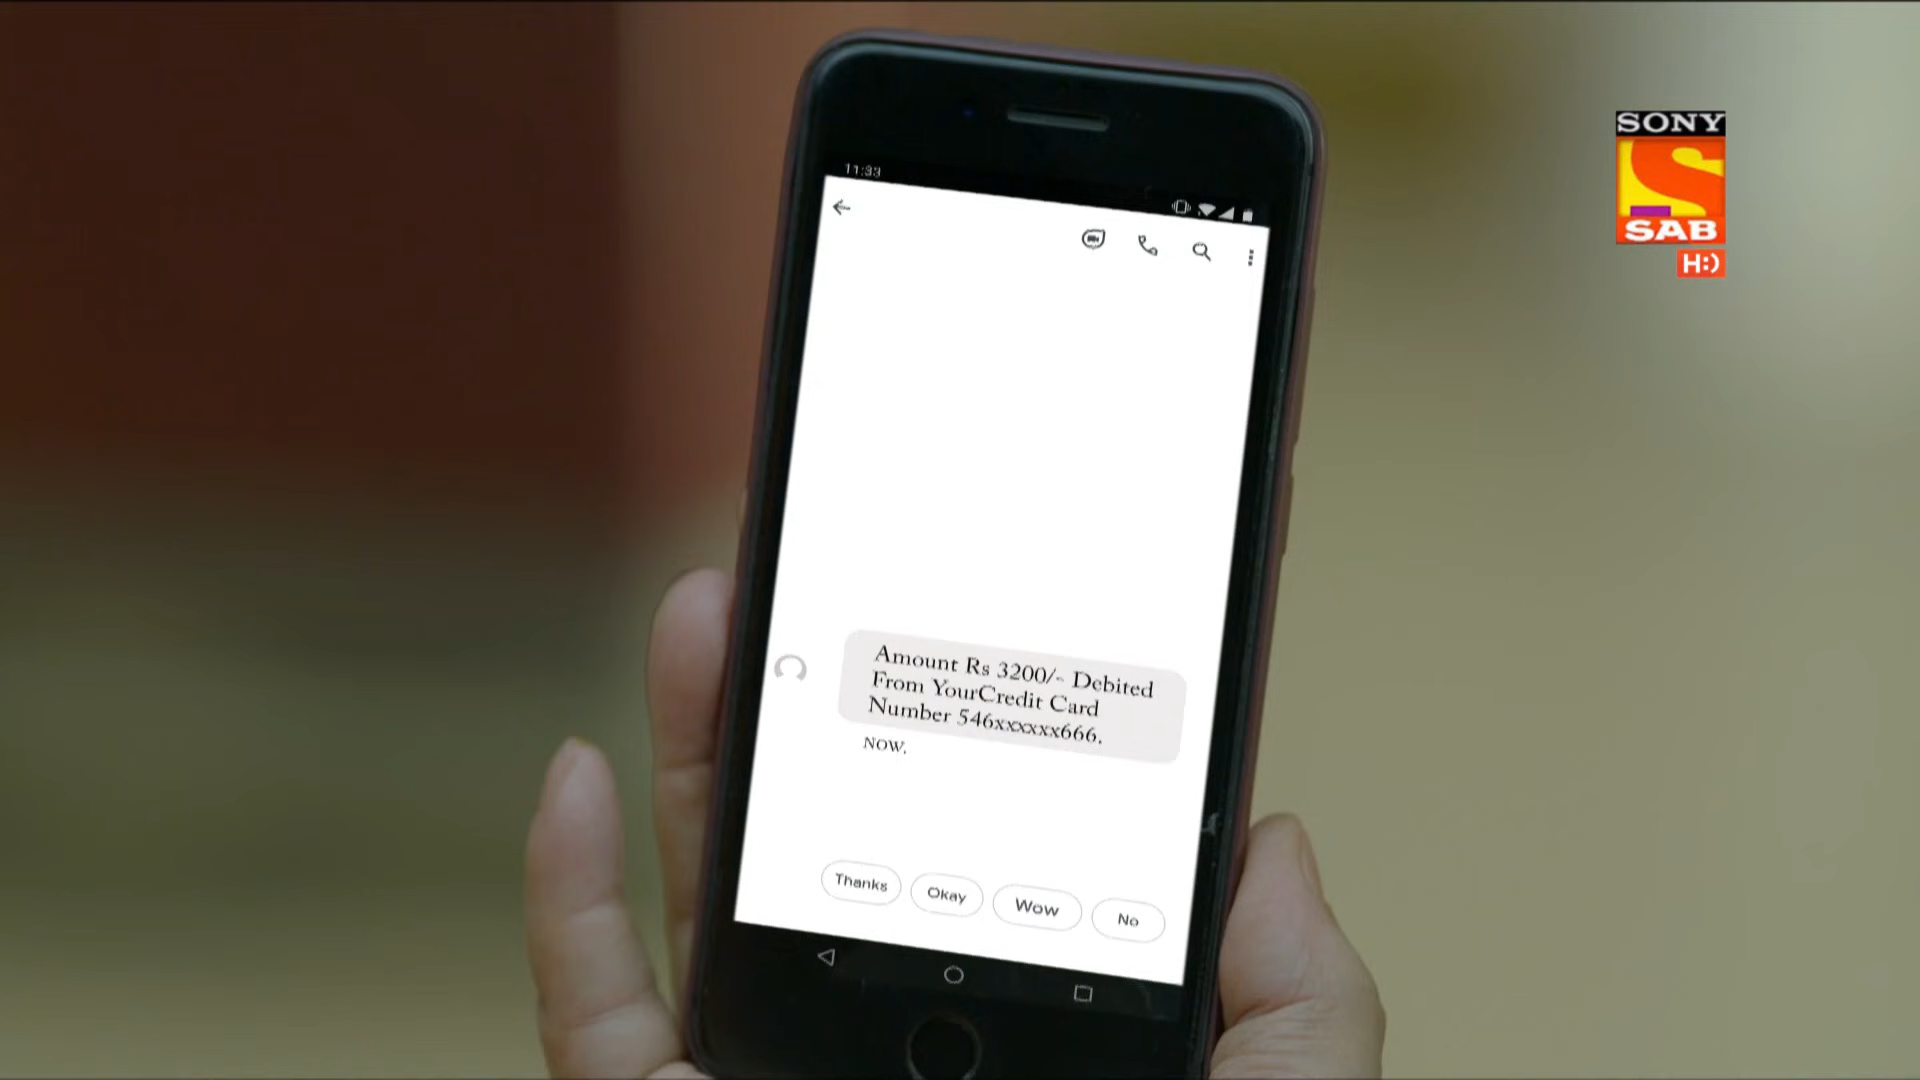 SONY
SAB
H:)
11:33
Amount Rs 3200/- Debited
From YourCredit Card
Number 546xxxxxx666.
NOW.
Thanks
Okay
Wow
No